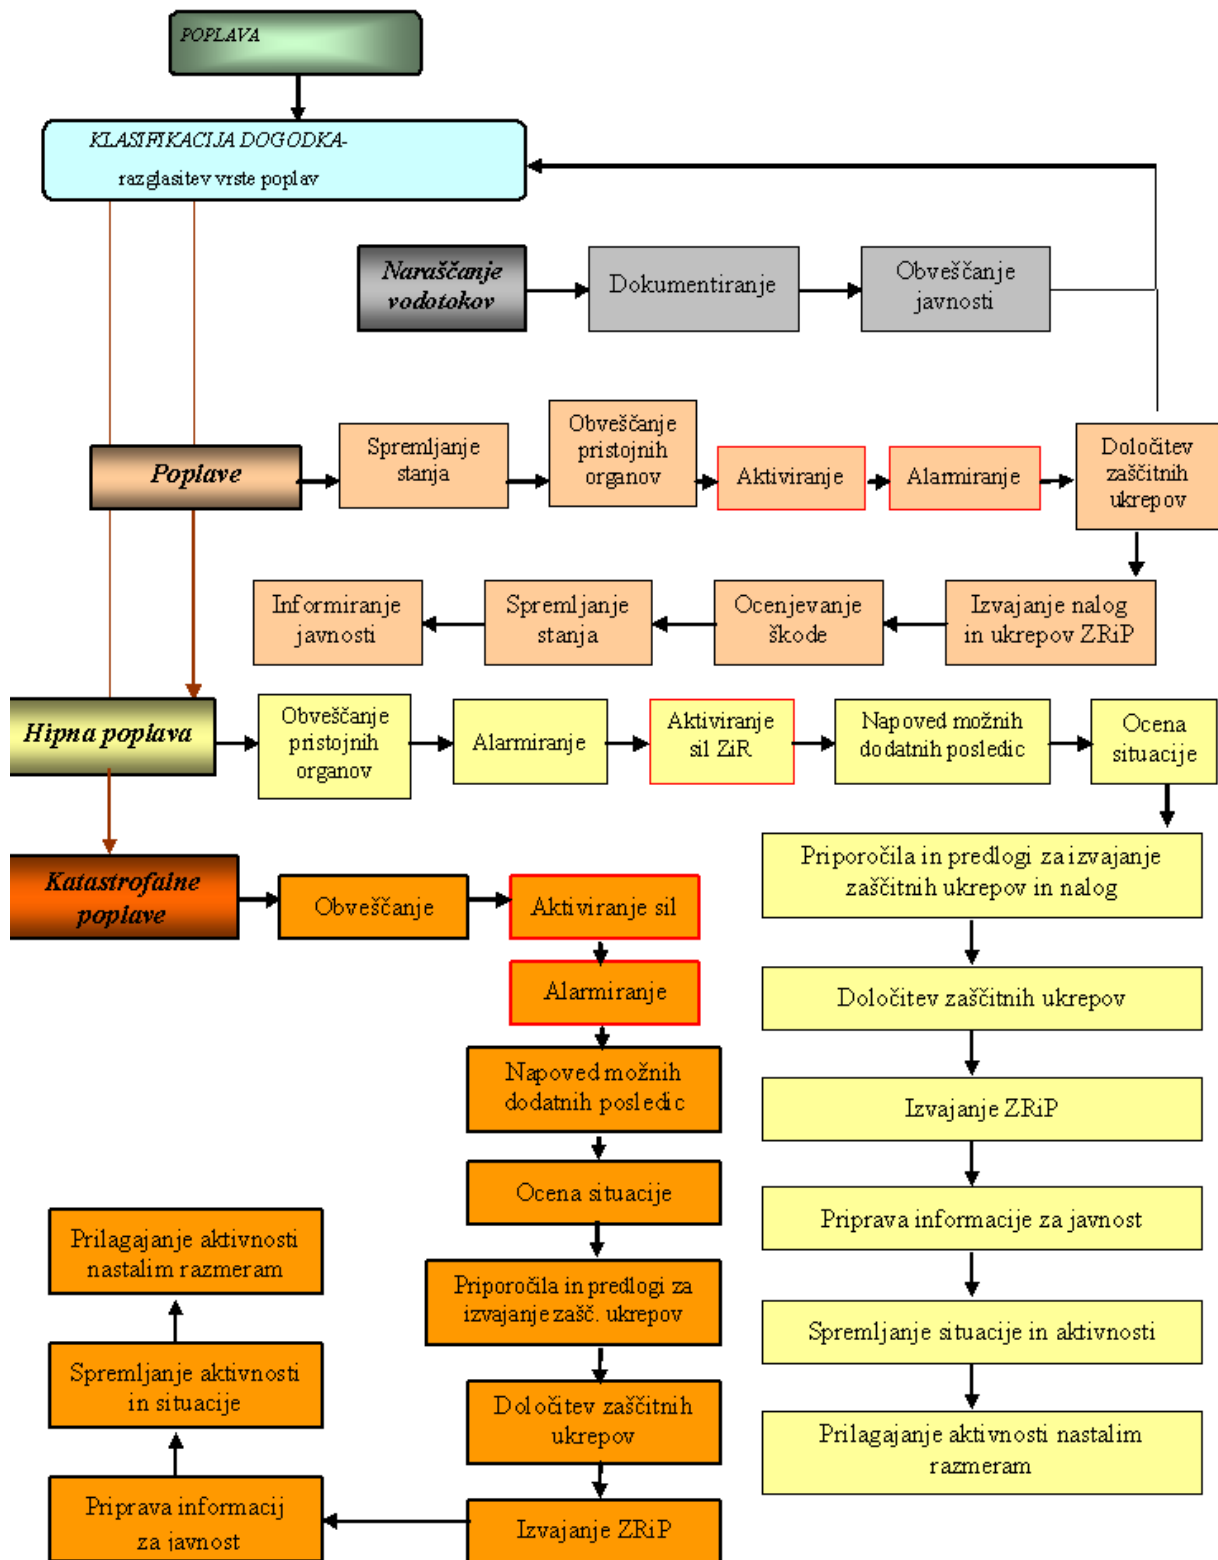 POPLAVA
KLASIFIKACIJA DOGODKA-
razglasitev vrste poplav
Naraščanje
vodotokov
Dokumentiranje
Obveščanje
javnosti
Poplave
Spremljanje
stanja
Obveščanje
pristojnih
organov
Aktiviranje
Alarmiranje
Določitev
zaščitnih
ukrepov
Informiranje
javnosti
Spremljanje
stanja
Ocenjevanje
škode
Izvajanje nalog
in ukrepov ZRiP
Hipna poplava
Obveščanje
pristojnih
organov
Alarmiranje
Aktiviranje
sil ZiR
Napoved možnih
dodatnih posledic
Ocena
situacije
Priporočila in predlogi za izvajanje
zaščitnih ukrepov in nalog
Določitev zaščitnih ukrepov
Izvajanje ZRiP
Priprava informacije za javnost
Spremljanje situacije in aktivnosti
Prilagajanje aktivnosti nastalim
razmeram
Katastrofalne
poplave
Obveščanje
Aktiviranje sil
Alarmiranje
Napoved možnih
dodatnih posledic
Ocena situacije
Priporočila in predlogi za
izvajanje zašč. ukrepov
Določitev zaščitnih
ukrepov
Izvajanje ZRiP
Priprava informacij
za javnost
Spremljanje aktivnosti
in situacije
Prilagajanje aktivnosti
nastalim razmeram